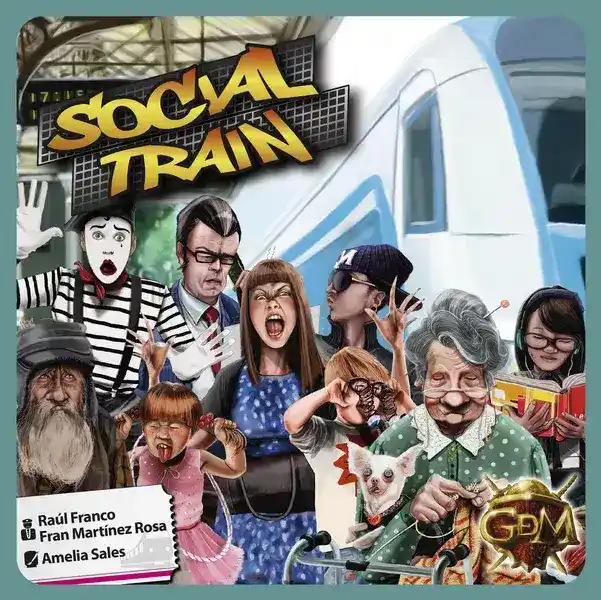 SOCIAL
TRAIN
M
Raúl Franco
Fran Martínez Rosa
Amelia Sales
GDM